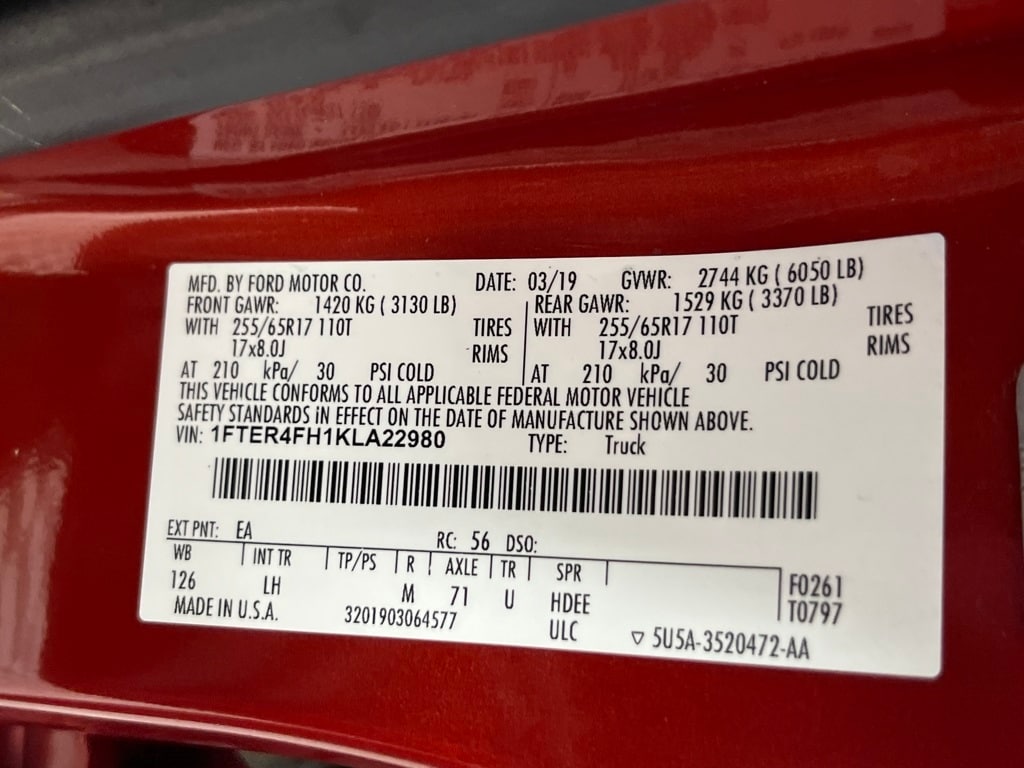 MFD. BY FORD MOTOR CO. DATE: 03/19 GVWR: 2744 KG ( 6050 LB)
FRONT GAWR: 1420 KG ( 3130 LB) REAR GAWR: 1529 KG ( 3370 LB)
WITH 255/65R17 110T TIRES WITH 255/65R17 110T TIRES
17x8.0J RIMS 17x8.0J RIMS
AT 210 kPa/ 30 PSI COLD AT 210 kPa/ 30 PSI COLD
THIS VEHICLE CONFORMS TO ALL APPLICABLE FEDERAL MOTOR VEHICLE
SAFETY STANDARDS iN EFFECT ON THE DATE OF MANUFACTURE SHOWN ABOVE.
VIN: 1FTER4FH1KLA22980 TYPE: Truck
EXT PNT: EA RC: 56 DSO:
WB INT TR TP/PS R AXLE TR SPR
126 LH M 71 U HDEE F0261
MADE IN U.S.A. 3201903064577 ULC T0797
▽ 5U5A-3520472-AA